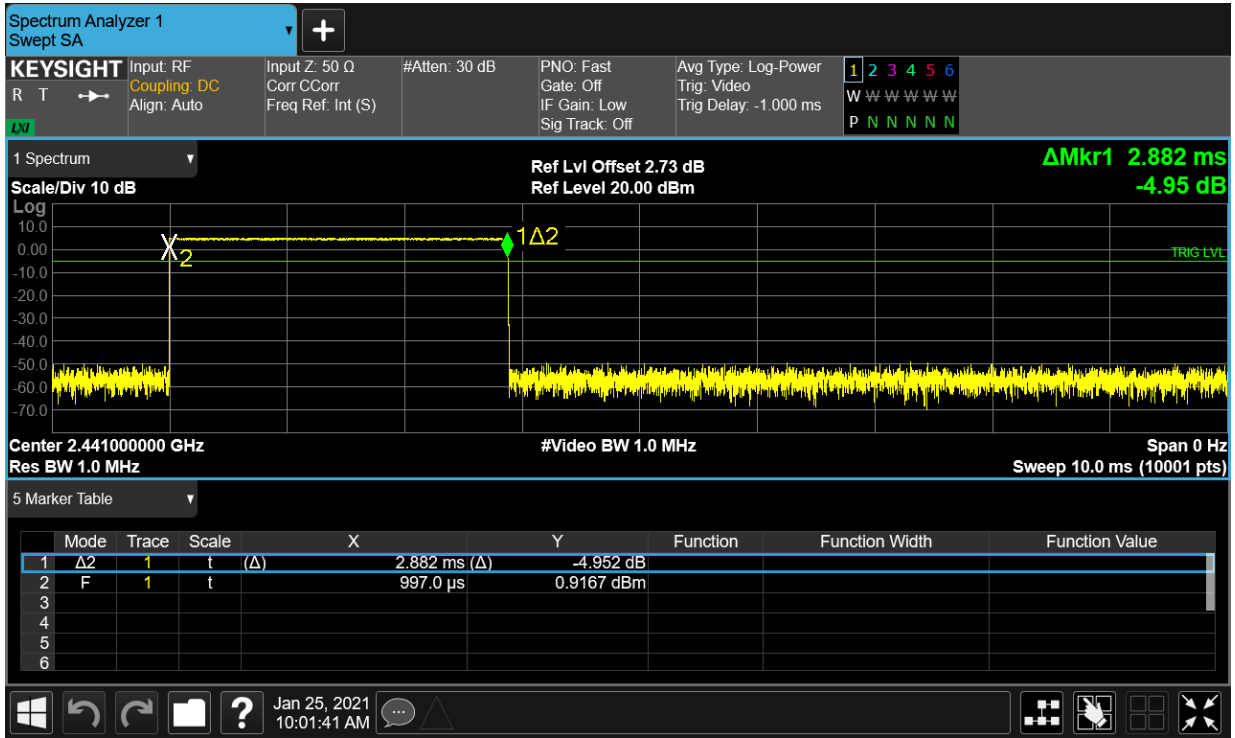 Spectrum Analyzer 1
Swept SA
KEYSIGHT
R T
LXI
Input: RF
Coupling: DC
Align: Auto
Input Z: 50 Ω
Corr CCorr
Freq Ref: Int (S)
#Atten: 30 dB
PNO: Fast
Gate: Off
IF Gain: Low
Sig Track: Off
Avg Type: Log-Power
Trig: Video
Trig Delay: -1.000 ms
1 2 3 4 5 6
W W W W W W
P N N N N N
1 Spectrum
Scale/Div 10 dB
Ref Lvl Offset 2.73 dB
Ref Level 20.00 dBm
ΔMkr1 2.882 ms
-4.95 dB
Log
10.0
0.00
-10.0
-20.0
-30.0
-40.0
-50.0
-60.0
-70.0
2
1Δ2
TRIG LVL
Center 2.441000000 GHz
#Video BW 1.0 MHz
Span 0 Hz
Res BW 1.0 MHz
Sweep 10.0 ms (10001 pts)
5 Marker Table
Mode Trace Scale X Y Function Function Width Function Value
1 Δ2 1 t (Δ) 2.882 ms (Δ) -4.952 dB
2 F 1 t 997.0 µs 0.9167 dBm
3
4
5
6
?
Jan 25, 2021
10:01:41 AM